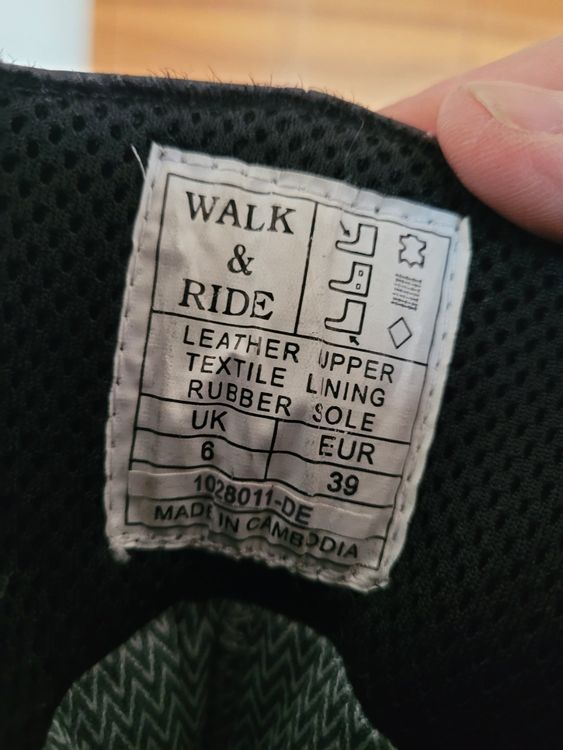 WALK
&
RIDE
LEATHER UPPER
TEXTILE LINING
RUBBER SOLE
UK EUR
6 39
1028011-DE
MADE IN CAMBODIA